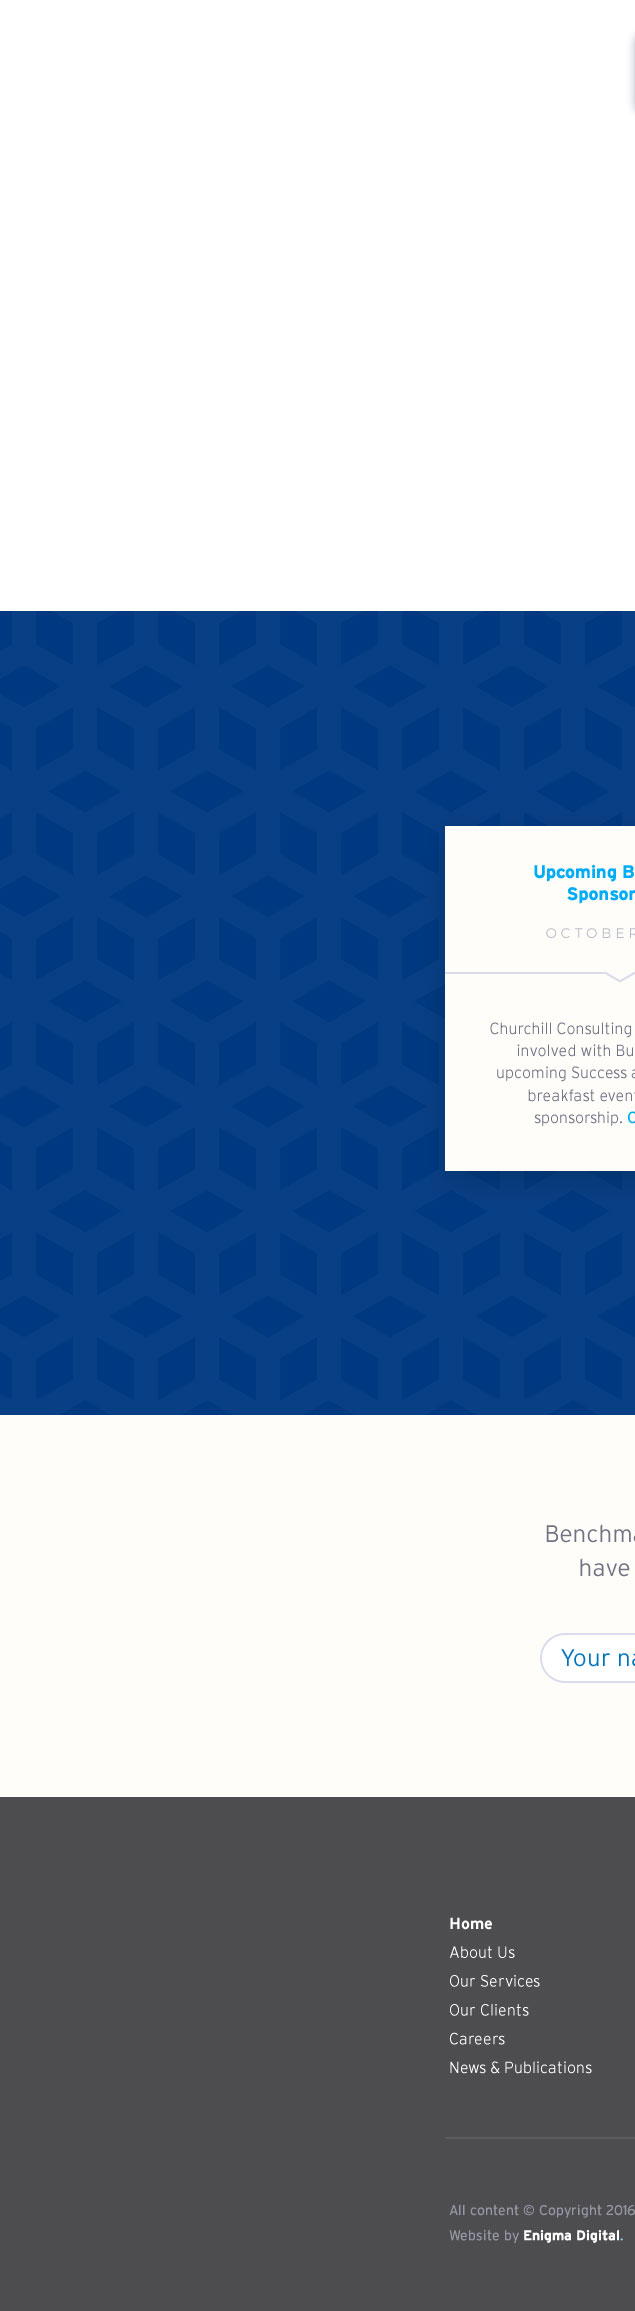 Upcoming B
Sponsor
OCTOBER
Churchill Consulting
involved with Bu
upcoming Success a
breakfast even
sponsorship.
Benchma
have
Your na
Home
About Us
Our Services
Our Clients
Careers
News & Publications
All content © Copyright 2016
Website by Enigma Digital.